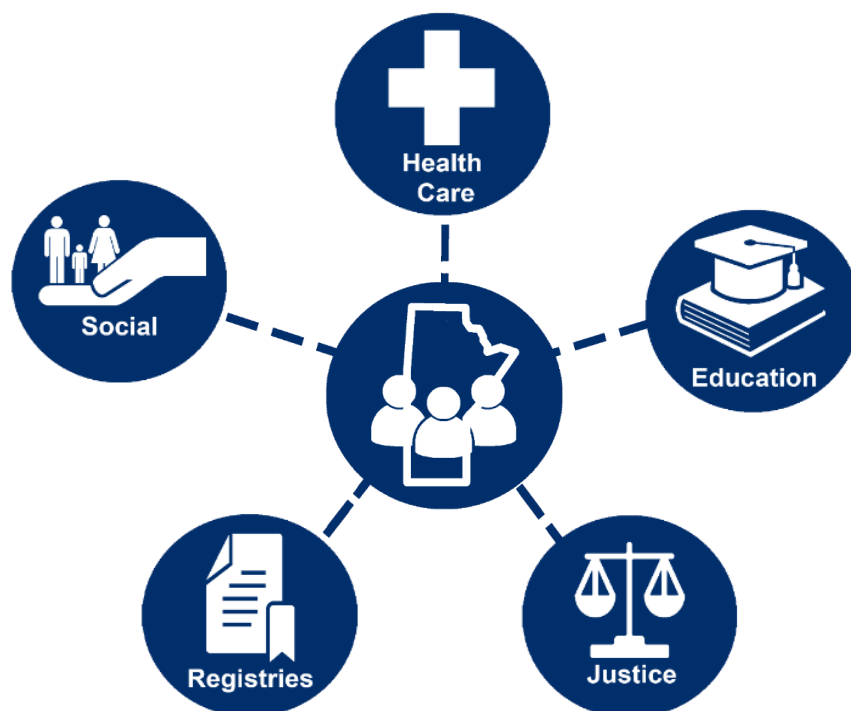 Health
Care
Social
Education
Registries
Justice